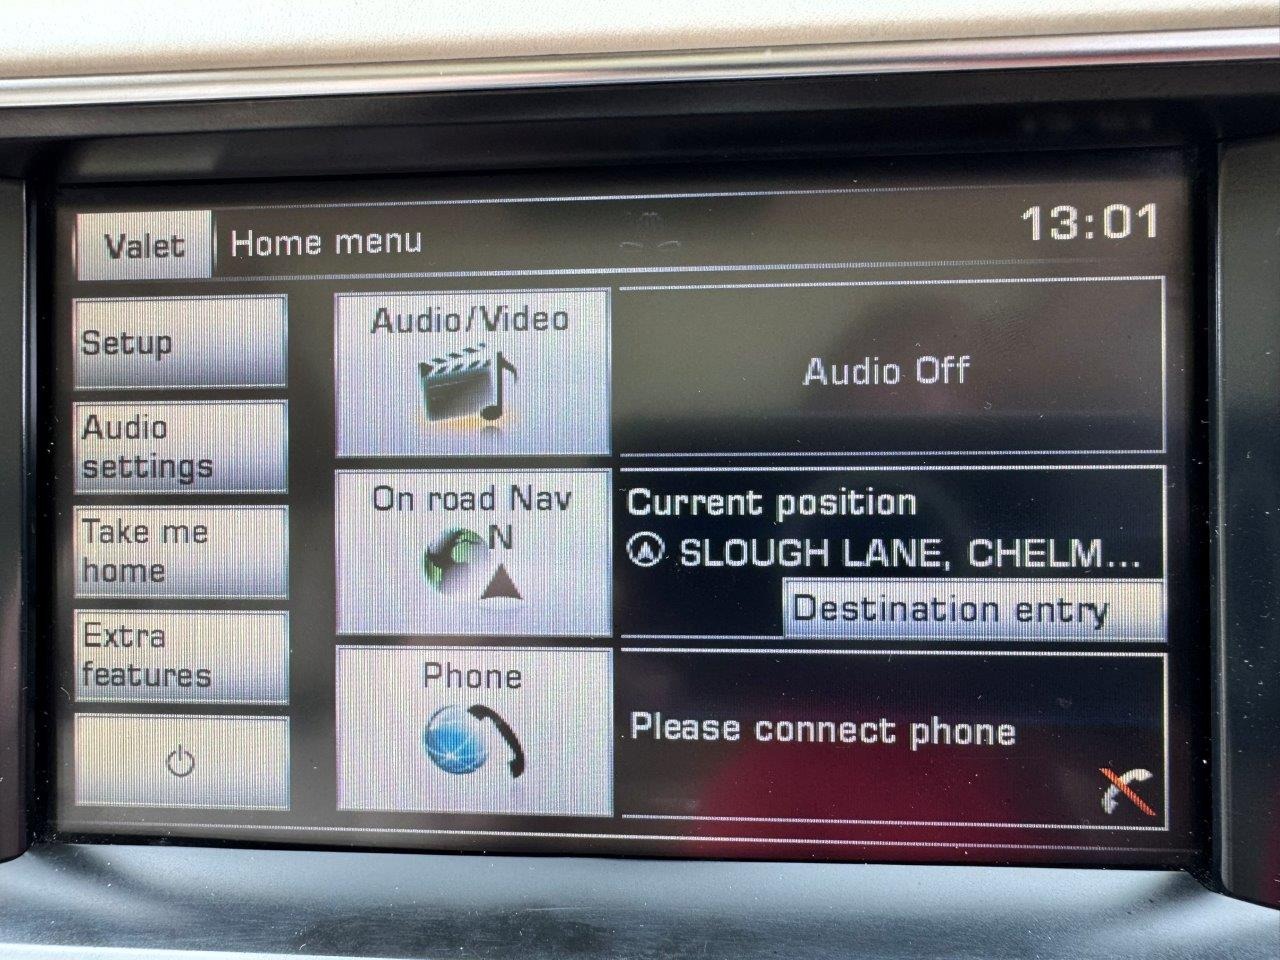 Valet
Home menu
13:01
Setup
Audio
settings
Take me
home
Extra
features
Audio/Video
Audio Off
On road Nav
N
Current position
SLOUGH LANE, CHELM...
Destination entry
Phone
Please connect phone